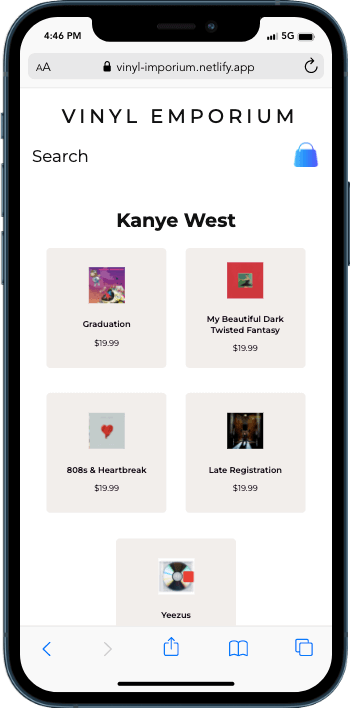 4:46 PM 5G
AA vinyl-imporium.netlify.app
VINYL EMPORIUM
Search
Kanye West
Graduation
$19.99
My Beautiful Dark
Twisted Fantasy
$19.99
808s & Heartbreak
$19.99
Late Registration
$19.99
Yeezus